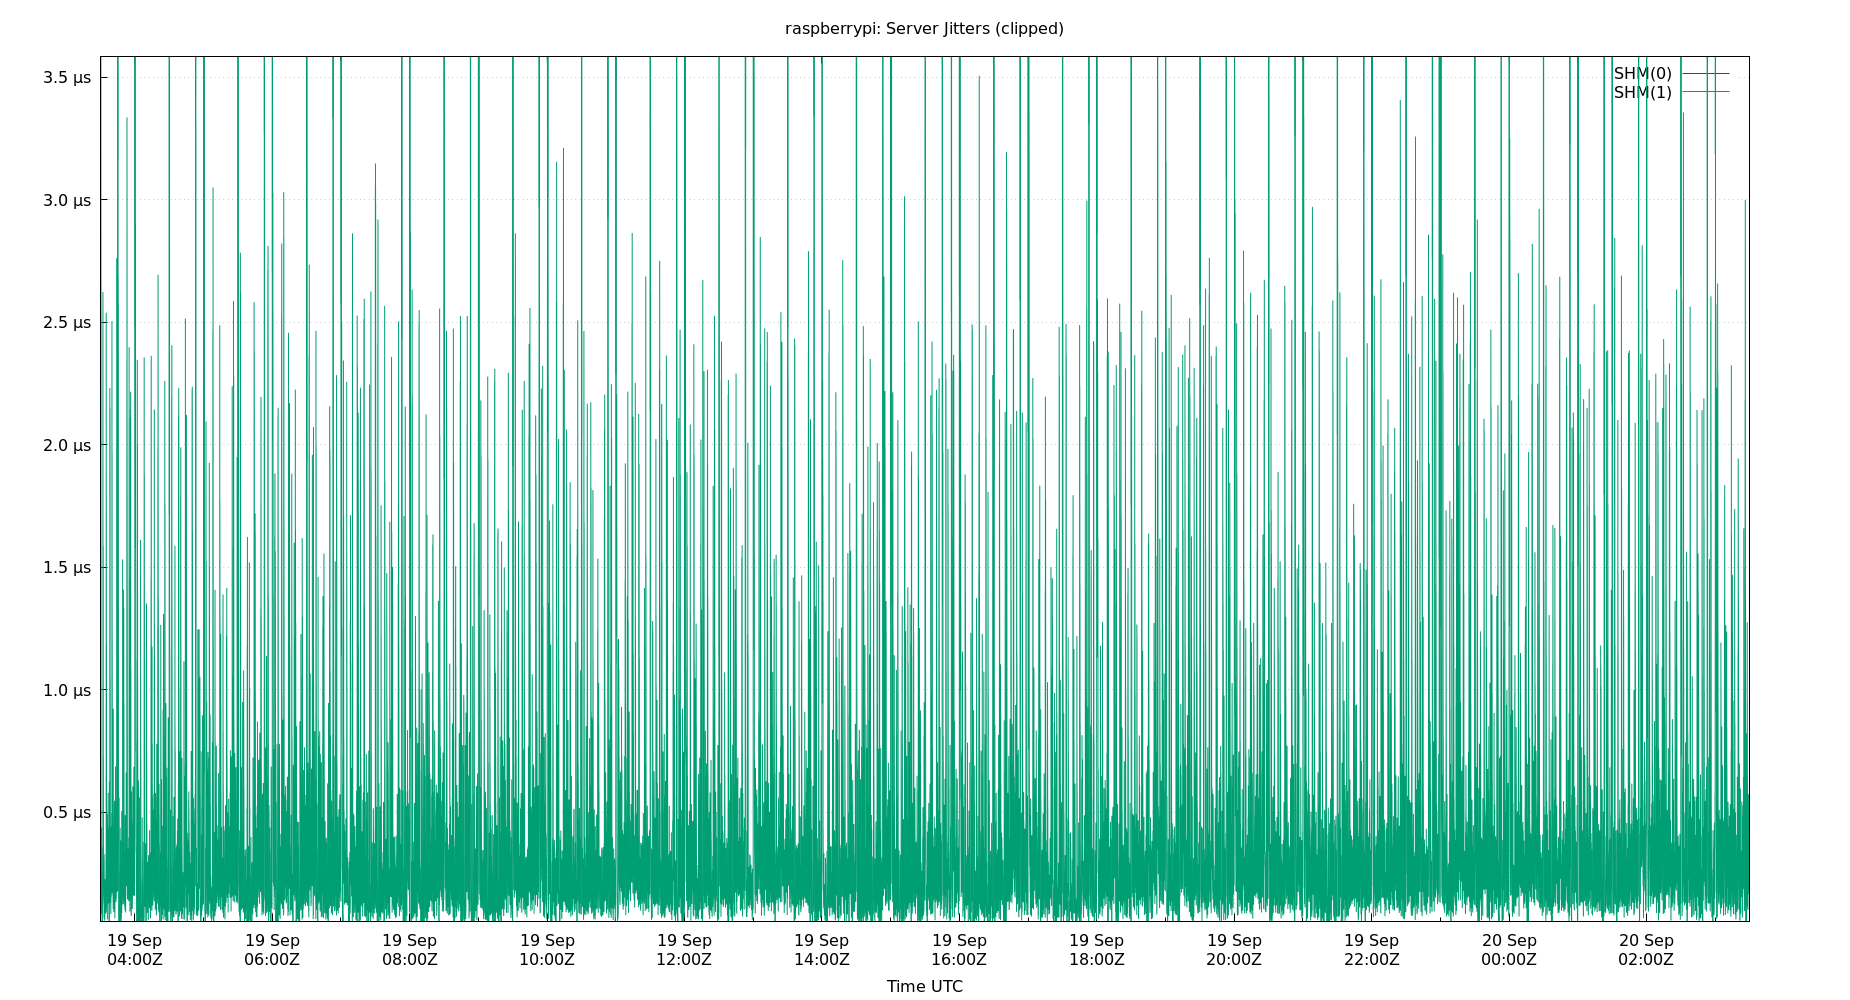 raspberrypi: Server Jitters (clipped)
3.5 µs
3.0 µs
2.5 µs
2.0 µs
1.5 µs
1.0 µs
0.5 µs
SHM(0)
SHM(1)
19 Sep 04:00Z
19 Sep 06:00Z
19 Sep 08:00Z
19 Sep 10:00Z
19 Sep 12:00Z
19 Sep 14:00Z
19 Sep 16:00Z
19 Sep 18:00Z
19 Sep 20:00Z
19 Sep 22:00Z
20 Sep 00:00Z
20 Sep 02:00Z
Time UTC